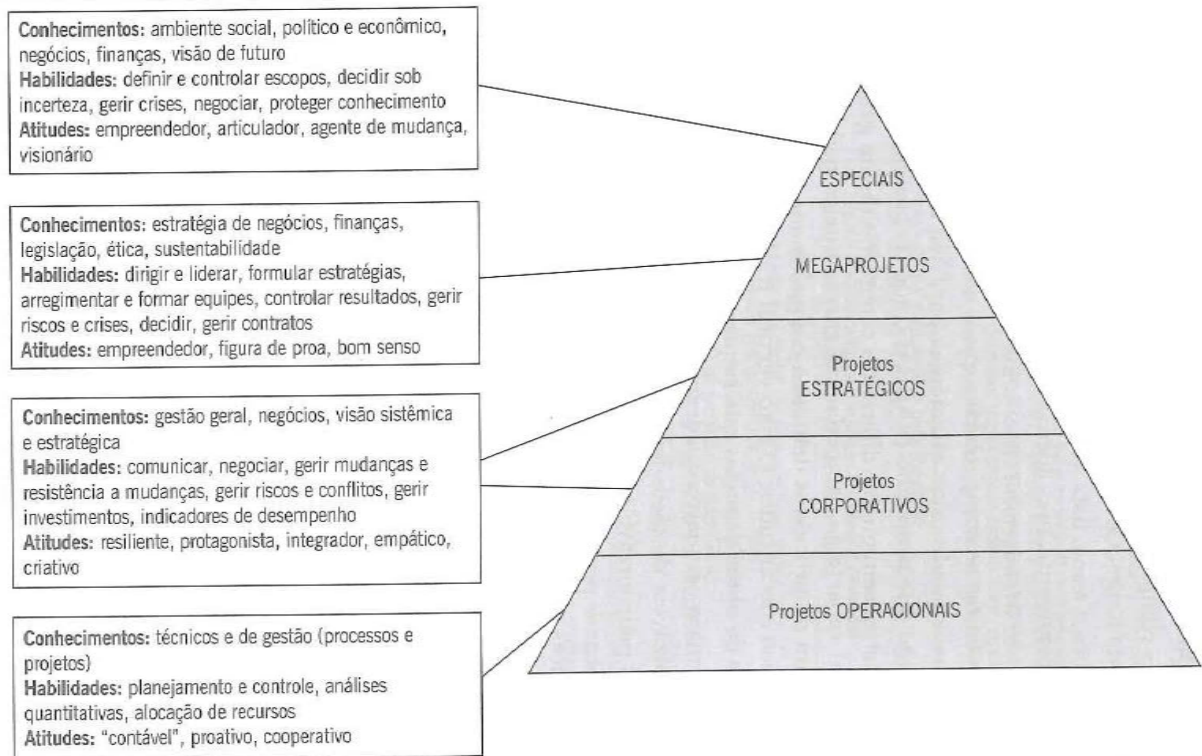 Conhecimentos: ambiente social, político e econômico,
negócios, finanças, visão de futuro
Habilidades: definir e controlar escopos, decidir sob
incerteza, gerir crises, negociar, proteger conhecimento
Atitudes: empreendedor, articulador, agente de mudança,
visionário
Conhecimentos: estratégia de negócios, finanças,
legislação, ética, sustentabilidade
Habilidades: dirigir e liderar, formular estratégias,
arregimentar e formar equipes, controlar resultados, gerir
riscos e crises, decidir, gerir contratos
Atitudes: empreendedor, figura de proa, bom senso
Conhecimentos: gestão geral, negócios, visão sistêmica
e estratégica
Habilidades: comunicar, negociar, gerir mudanças e
resistência a mudanças, gerir riscos e conflitos, gerir
investimentos, indicadores de desempenho
Atitudes: resiliente, protagonista, integrador, empático,
criativo
Conhecimentos: técnicos e de gestão (processos e
projetos)
Habilidades: planejamento e controle, análises
quantitativas, alocação de recursos
Atitudes: "contável", proativo, cooperativo
ESPECIAIS
MEGAPROJETOS
Projetos
ESTRATÉGICOS
Projetos
CORPORATIVOS
Projetos OPERACIONAIS